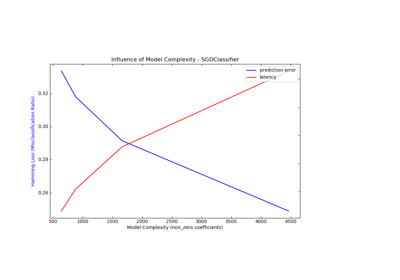 Influence of Model Complexity - SGDClassifier
prediction error
latency
0.32
0.30
0.28
0.26
Hamming Loss (Misclassification Ratio)
500 1000 1500 2000 2500 3000 3500 4000 4500
Model Complexity (non_zero coefficients)